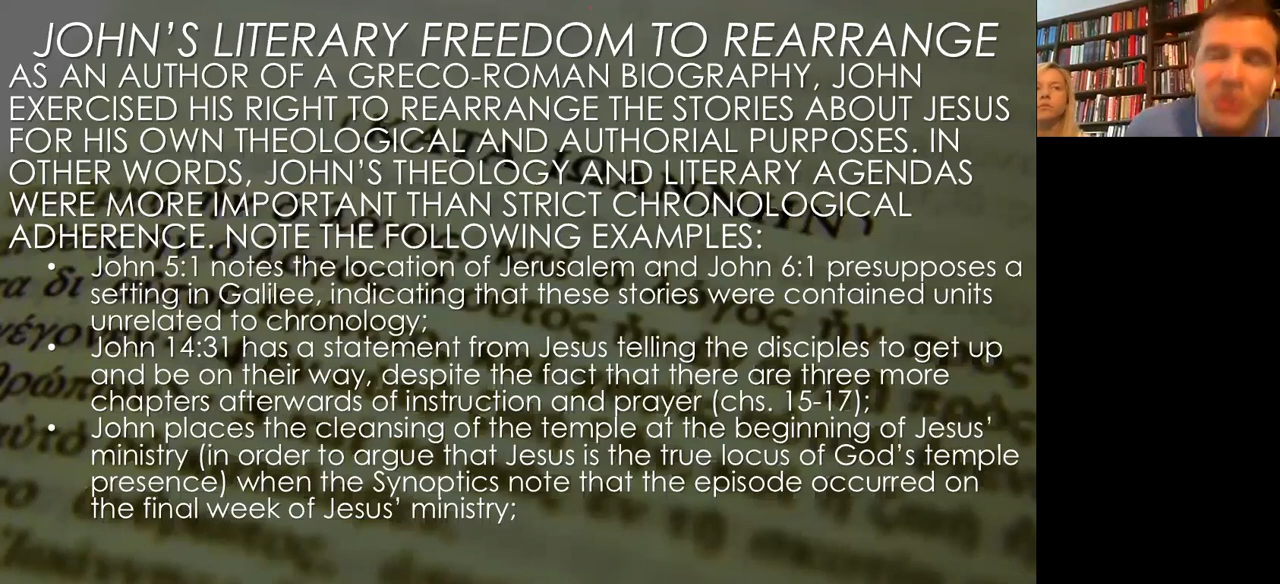 JOHN'S LITERARY FREEDOM TO REARRANGE
AS AN AUTHOR OF A GRECO-ROMAN BIOGRAPHY, JOHN
EXERCISED HIS RIGHT TO REARRANGE THE STORIES ABOUT JESUS
FOR HIS OWN THEOLOGICAL AND AUTHORIAL PURPOSES. IN
OTHER WORDS, JOHN'S THEOLOGY AND LITERARY AGENDAS
WERE MORE IMPORTANT THAN STRICT CHRONOLOGICAL
ADHERENCE. NOTE THE FOLLOWING EXAMPLES:
• John 5:1 notes the location of Jerusalem and John 6:1 presupposes a
setting in Galilee, indicating that these stories were contained units
unrelated to chronology;
• John 14:31 has a statement from Jesus telling the disciples to get up
and be on their way, despite the fact that there are three more
chapters afterwards of instruction and prayer (chs. 15-17);
• John places the cleansing of the temple at the beginning of Jesus'
ministry (in order to argue that Jesus is the true locus of God's temple
presence) when the Synoptics note that the episode occurred on
the final week of Jesus' ministry;